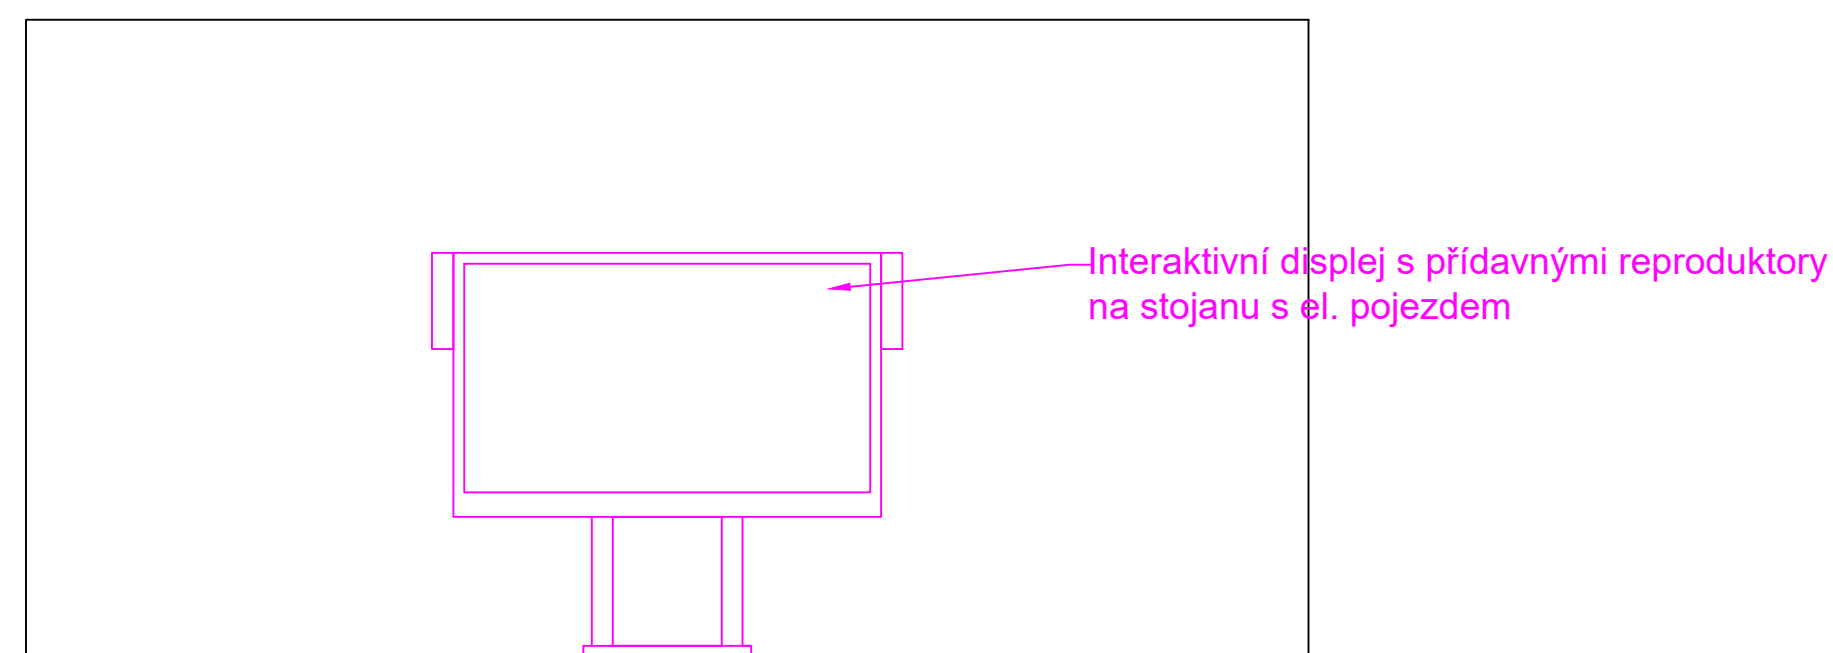 Interaktivní displej s přídavnými reproduktory
na stojanu s el. pojezdem